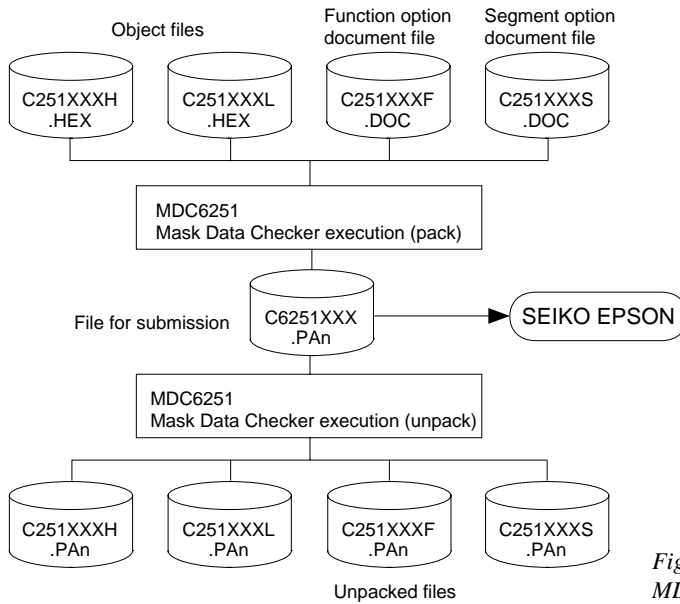 Object files
Function option
document file
Segment option
document file
C251XXXH
.HEX
C251XXXL
.HEX
C251XXXF
.DOC
C251XXXS
.DOC
MDC6251
Mask Data Checker execution (pack)
File for submission
C6251XXX
.PAn
SEIKO EPSON
MDC6251
Mask Data Checker execution (unpack)
C251XXXH
.PAn
C251XXXL
.PAn
C251XXXF
.PAn
C251XXXS
.PAn
Unpacked files